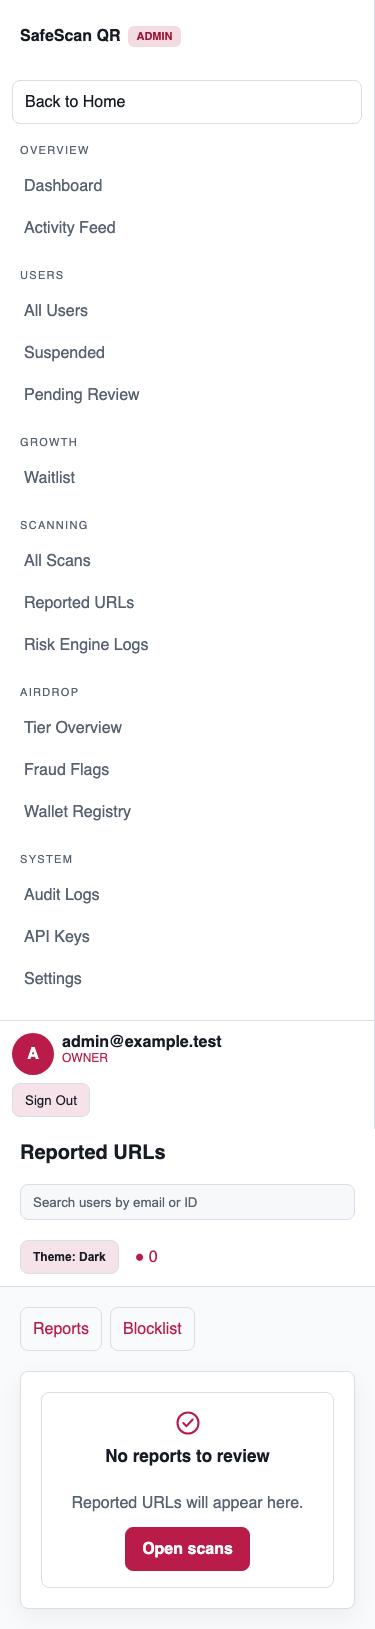 SafeScan QR ADMIN
Back to Home
OVERVIEW
Dashboard
Activity Feed
USERS
All Users
Suspended
Pending Review
GROWTH
Waitlist
SCANNING
All Scans
Reported URLs
Risk Engine Logs
AIRDROP
Tier Overview
Fraud Flags
Wallet Registry
SYSTEM
Audit Logs
API Keys
Settings
A
admin@example.test
OWNER
Sign Out
Reported URLs
Search users by email or ID
Theme: Dark
0
Reports
Blocklist
No reports to review
Reported URLs will appear here.
Open scans